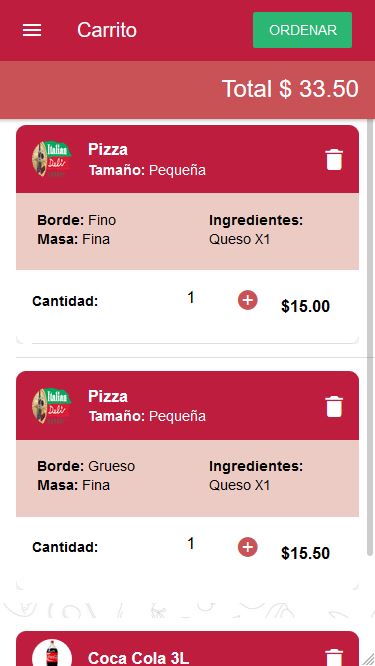 Carrito
ORDENAR
Total $ 33.50
Italian
Deli
Pizza
Tamaño: Pequeña
Borde: Fino
Masa: Fina
Ingredientes:
Queso X1
Cantidad:
1
$15.00
Italian
Deli
Pizza
Tamaño: Pequeña
Borde: Grueso
Masa: Fina
Ingredientes:
Queso X1
Cantidad:
1
$15.50
Coca Cola 3L